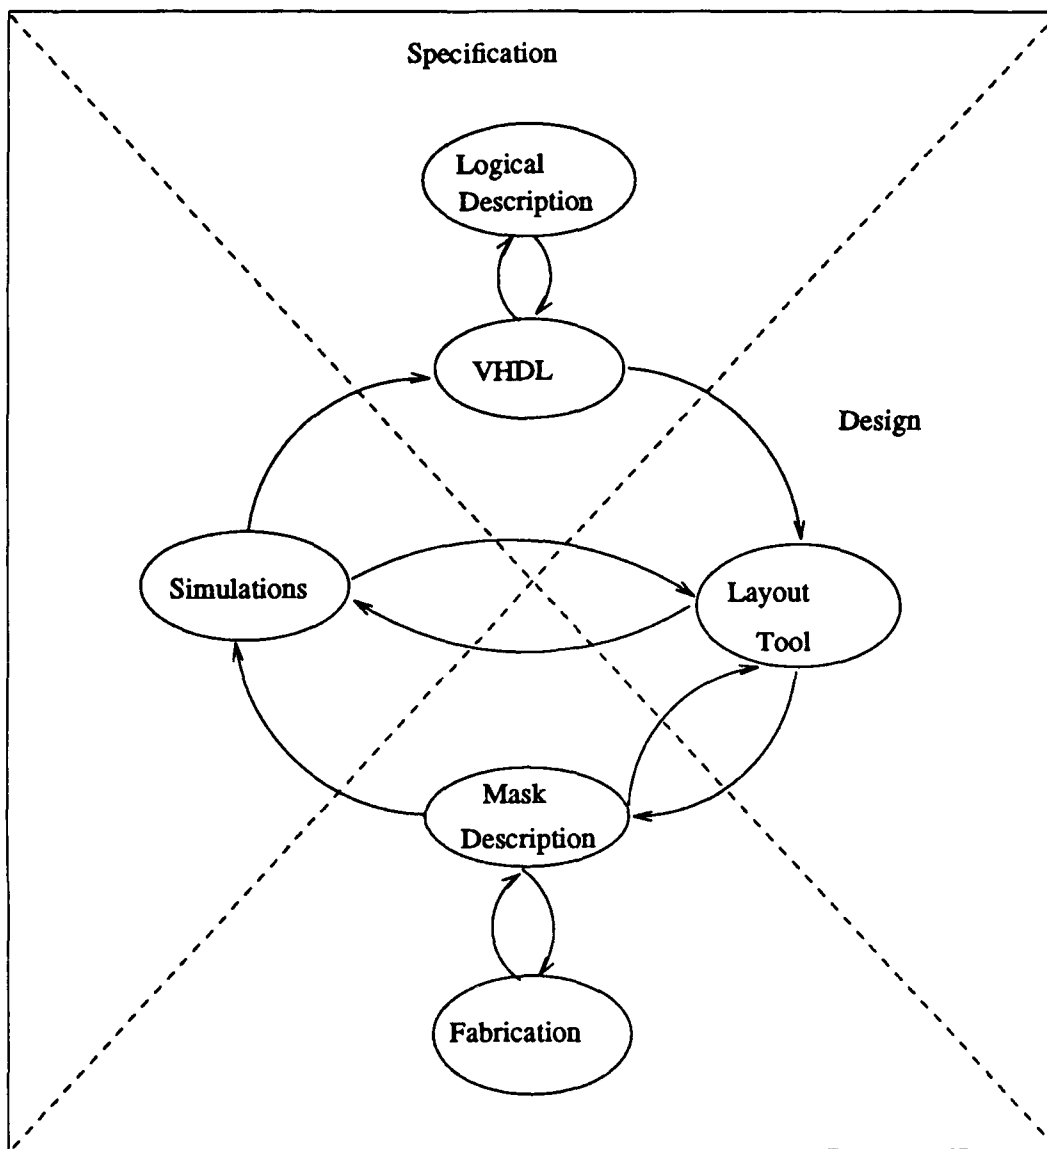 Specification
Logical
Description
VHDL
Design
Simulations
Layout
Tool
Mask
Description
Fabrication